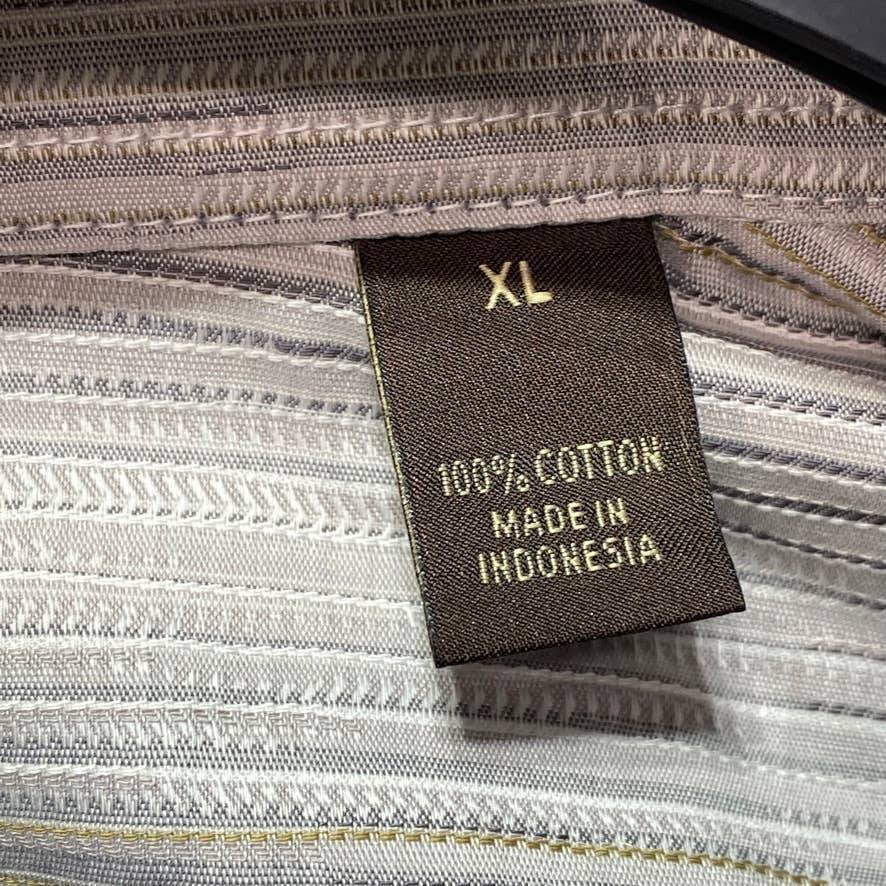 XL
100% COTTON
MADE IN
INDONESIA